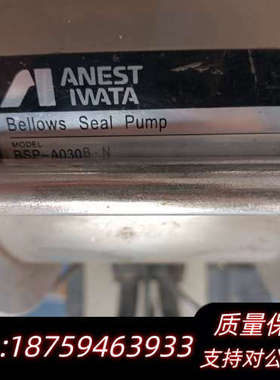 ANEST
IWATA
Bellows Seal Pump
MODEL
BSP-A030B-N
质量保
:18759463933
支持对公